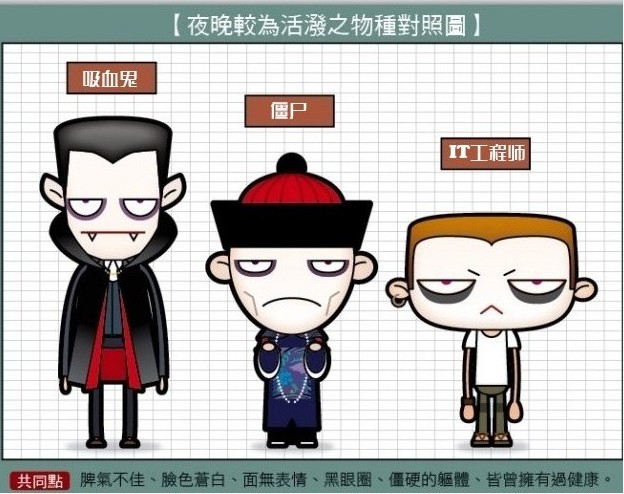 【夜晚較為活潑之物種對照圖】
吸血鬼
僵尸
IT工程师
共同點 脾氣不佳、臉色蒼白、面無表情、黑眼圈、僵硬的軀體、皆曾擁有過健康。